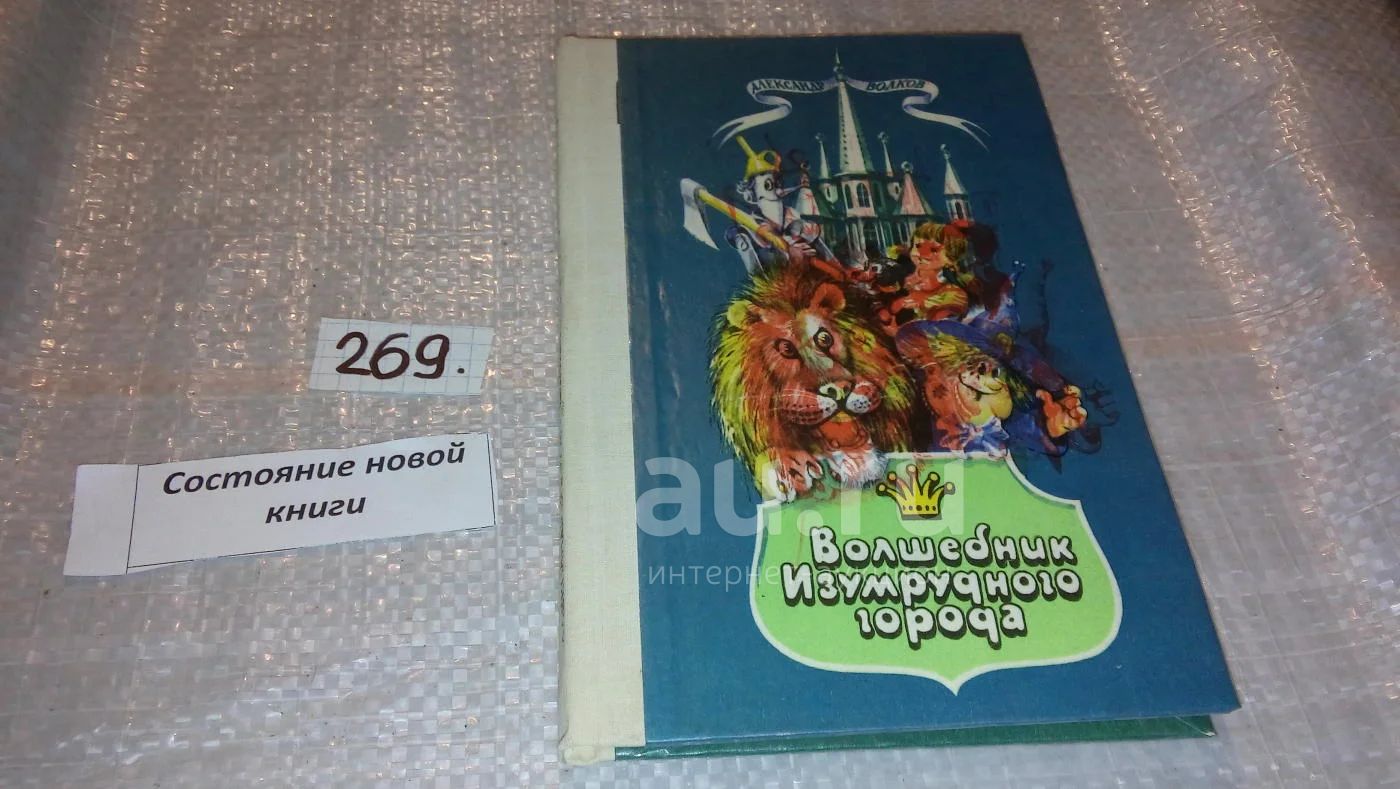 АЛЕКСАНДР ВОЛКОВ
269.
Состояние новой
книги
au.ru
интерне
Волшебник
Изумрудного
города